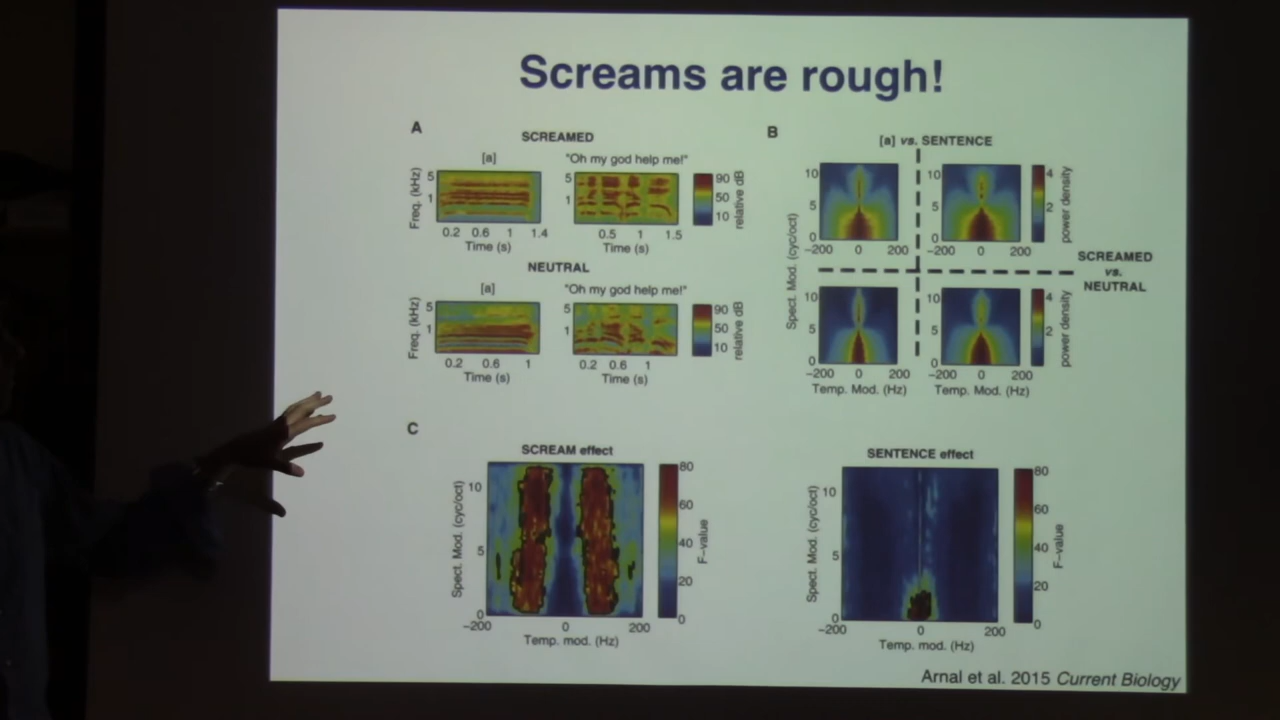 Screams are rough!
A
SCREAMED
[a]
"Oh my god help me!"
Freq. (kHz)
5
1
0.2 0.6 1 1.4
Time (s)
5
1
0.5 1 1.5
Time (s)
90
50
10
relative dB
NEUTRAL
[a]
"Oh my god help me!"
Freq. (kHz)
5
1
0.2 0.6 1
Time (s)
5
1
0.2 0.6 1
Time (s)
90
50
10
relative dB
B
[a] vs. SENTENCE
Spect. Mod. (cyc/oct)
10
5
0
−200 0 200
10
5
0
−200 0 200
4
2
power density
SCREAMED
vs.
NEUTRAL
10
5
0
−200 0 200
Temp. Mod. (Hz)
10
5
0
−200 0 200
Temp. Mod. (Hz)
4
2
power density
C
SCREAM effect
Spect. Mod. (cyc/oct)
10
5
0
−200 0 200
Temp. mod. (Hz)
80
60
40
20
0
F−value
SENTENCE effect
Spect. Mod. (cyc/oct)
10
5
0
−200 0 200
Temp. mod. (Hz)
80
60
40
20
0
F−value
Arnal et al. 2015 Current Biology